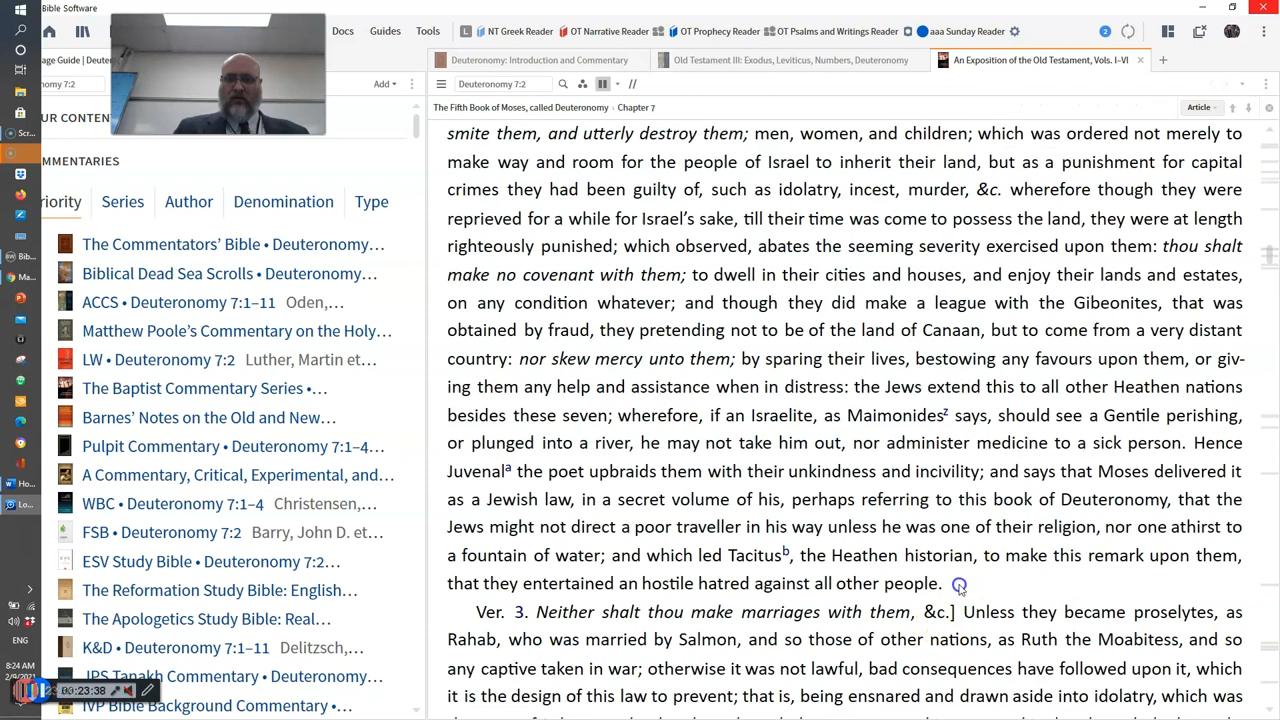 Bible Software
Docs Guides Tools NT Greek Reader OT Narrative Reader OT Prophecy Reader OT Psalms and Writings Reader aaa Sunday Reader 2
age Guide | Deut
Deuteronomy: Introduction and Commentary Old Testament III: Exodus, Leviticus, Numbers, Deuteronomy An Exposition of the Old Testament, Vols. I–VI
omy 7:2 Add Deuteronomy 7:2
The Fifth Book of Moses, called Deuteronomy › Chapter 7 Article
UR CONTEN
MMENTARIES
iority Series Author Denomination Type
The Commentators’ Bible • Deuteronomy…
Biblical Dead Sea Scrolls • Deuteronomy…
ACCS • Deuteronomy 7:1–11 Oden,…
Matthew Poole’s Commentary on the Holy…
LW • Deuteronomy 7:2 Luther, Martin et…
The Baptist Commentary Series •…
Barnes’ Notes on the Old and New…
Pulpit Commentary • Deuteronomy 7:1–4…
A Commentary, Critical, Experimental, and…
WBC • Deuteronomy 7:1–4 Christensen,…
FSB • Deuteronomy 7:2 Barry, John D. et…
ESV Study Bible • Deuteronomy 7:2…
The Reformation Study Bible: English…
The Apologetics Study Bible: Real…
K&D • Deuteronomy 7:1–11 Delitzsch,…
JPS Tanakh Commentary • Deuteronomy…
IVP Bible Background Commentary •…
smite them, and utterly destroy them; men, women, and children; which was ordered not merely to
make way and room for the people of Israel to inherit their land, but as a punishment for capital
crimes they had been guilty of, such as idolatry, incest, murder, &c. wherefore though they were
reprieved for a while for Israel’s sake, till their time was come to possess the land, they were at length
righteously punished; which observed, abates the seeming severity exercised upon them: thou shalt
make no covenant with them; to dwell in their cities and houses, and enjoy their lands and estates,
on any condition whatever; and though they did make a league with the Gibeonites, that was
obtained by fraud, they pretending not to be of the land of Canaan, but to come from a very distant
country: nor skew mercy unto them; by sparing their lives, bestowing any favours upon them, or giv-
ing them any help and assistance when in distress: the Jews extend this to all other Heathen nations
besides these seven; wherefore, if an Israelite, as Maimonidesz says, should see a Gentile perishing,
or plunged into a river, he may not take him out, nor administer medicine to a sick person. Hence
Juvenala the poet upbraids them with their unkindness and incivility; and says that Moses delivered it
as a Jewish law, in a secret volume of his, perhaps referring to this book of Deuteronomy, that the
Jews might not direct a poor traveller in his way unless he was one of their religion, nor one athirst to
a fountain of water; and which led Tacitusb, the Heathen historian, to make this remark upon them,
that they entertained an hostile hatred against all other people.
Ver. 3. Neither shalt thou make marriages with them, &c.] Unless they became proselytes, as
Rahab, who was married by Salmon, and so those of other nations, as Ruth the Moabitess, and so
any captive taken in war; otherwise it was not lawful, bad consequences have followed upon it, which
it is the design of this law to prevent; that is, being ensnared and drawn aside into idolatry, which was
Scr...
Bib...
Ma...
Ho...
Lo...
ENG
8:24 AM
00:23:38